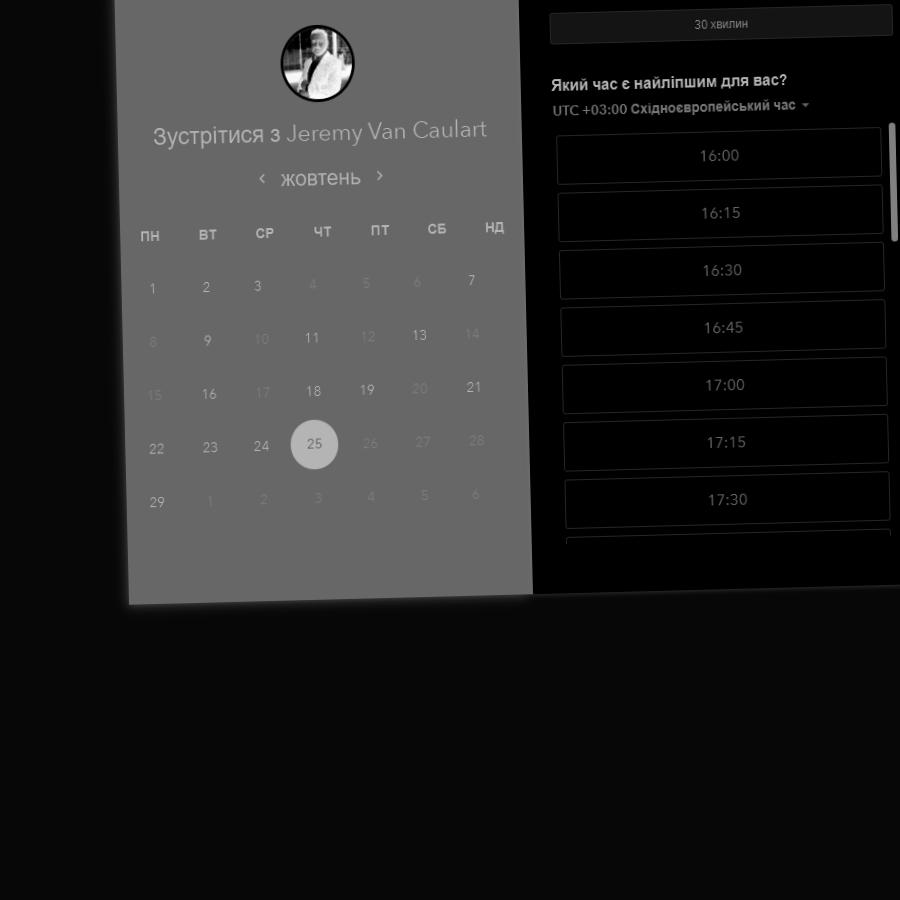 Зустрітися з Jeremy Van Caulart
жовтень
ПН ВТ СР ЧТ ПТ СБ НД
1 2 3 4 5 6 7
8 9 10 11 12 13 14
15 16 17 18 19 20 21
22 23 24 25 26 27 28
29 1 2 3 4 5 6
30 хвилин
Який час є найліпшим для вас?
UTC +03:00 Східноєвропейський час
16:00
16:15
16:30
16:45
17:00
17:15
17:30